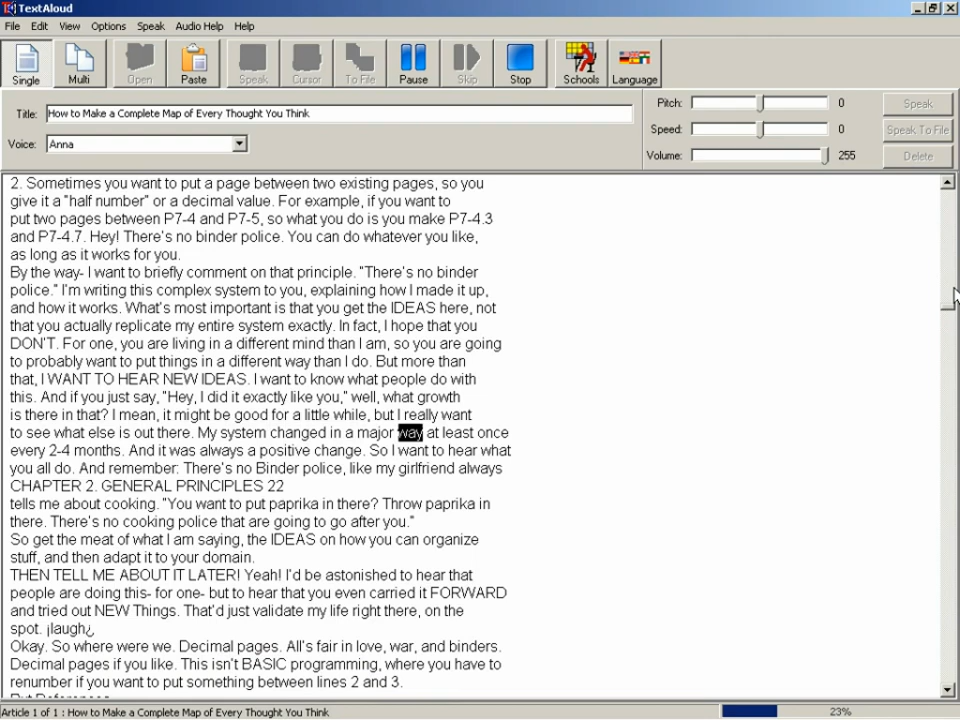 TextAloud
File Edit View Options Speak Audio Help Help
Single Multi Open Paste Speak Cursor To File Pause Skip Stop Schools Language
Title: How to Make a Complete Map of Every Thought You Think
Voice: Anna
Pitch: 0 Speak
Speed: 0 Speak To File
Volume: 255 Delete
2. Sometimes you want to put a page between two existing pages, so you
give it a "half number" or a decimal value. For example, if you want to
put two pages between P7-4 and P7-5, so what you do is you make P7-4.3
and P7-4.7. Hey! There's no binder police. You can do whatever you like,
as long as it works for you.
By the way- I want to briefly comment on that principle. "There's no binder
police." I'm writing this complex system to you, explaining how I made it up,
and how it works. What's most important is that you get the IDEAS here, not
that you actually replicate my entire system exactly. In fact, I hope that you
DON'T. For one, you are living in a different mind than I am, so you are going
to probably want to put things in a different way than I do. But more than
that, I WANT TO HEAR NEW IDEAS. I want to know what people do with
this. And if you just say, "Hey, I did it exactly like you," well, what growth
is there in that? I mean, it might be good for a little while, but I really want
to see what else is out there. My system changed in a major way at least once
every 2-4 months. And it was always a positive change. So I want to hear what
you all do. And remember: There's no Binder police, like my girlfriend always
CHAPTER 2. GENERAL PRINCIPLES 22
tells me about cooking. "You want to put paprika in there? Throw paprika in
there. There's no cooking police that are going to go after you."
So get the meat of what I am saying, the IDEAS on how you can organize
stuff, and then adapt it to your domain.
THEN TELL ME ABOUT IT LATER! Yeah! I'd be astonished to hear that
people are doing this- for one- but to hear that you even carried it FORWARD
and tried out NEW Things. That'd just validate my life right there, on the
spot. ¡laugh¿
Okay. So where were we. Decimal pages. All's fair in love, war, and binders.
Decimal pages if you like. This isn't BASIC programming, where you have to
renumber if you want to put something between lines 2 and 3.
Put References
Article 1 of 1 : How to Make a Complete Map of Every Thought You Think 23%